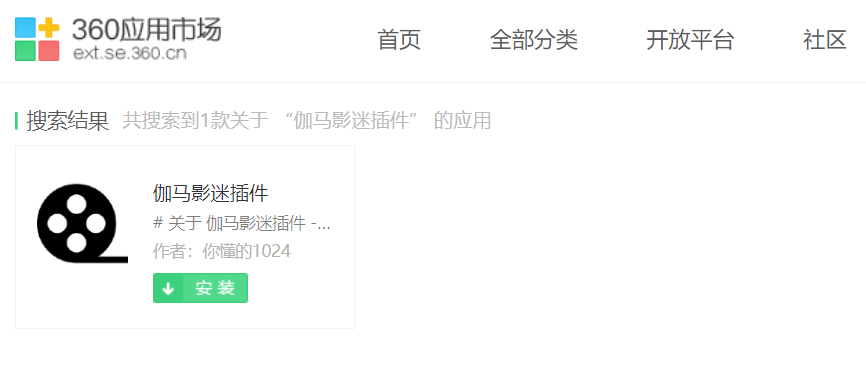 360应用市场
ext.se.360.cn
首页
全部分类
开放平台
社区
搜索结果 共搜索到1款关于 “伽马影迷插件” 的应用
伽马影迷插件
# 关于 伽马影迷插件 -...
作者：你懂的1024
安装